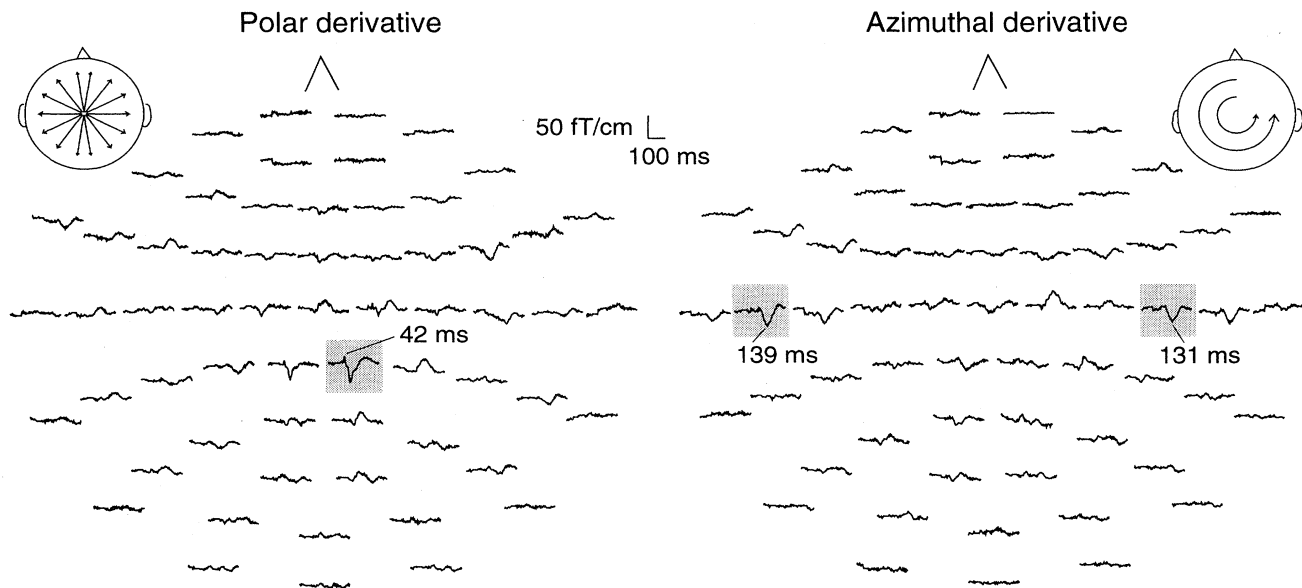 Polar derivative
Azimuthal derivative
50 fT/cm
100 ms
42 ms
139 ms
131 ms